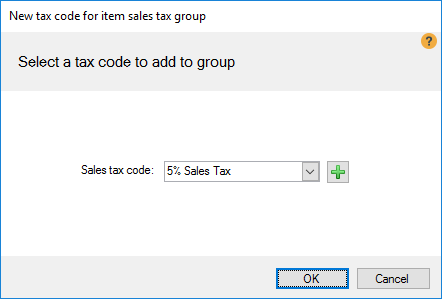 New tax code for item sales tax group
?
Select a tax code to add to group
Sales tax code: 5% Sales Tax
OK Cancel